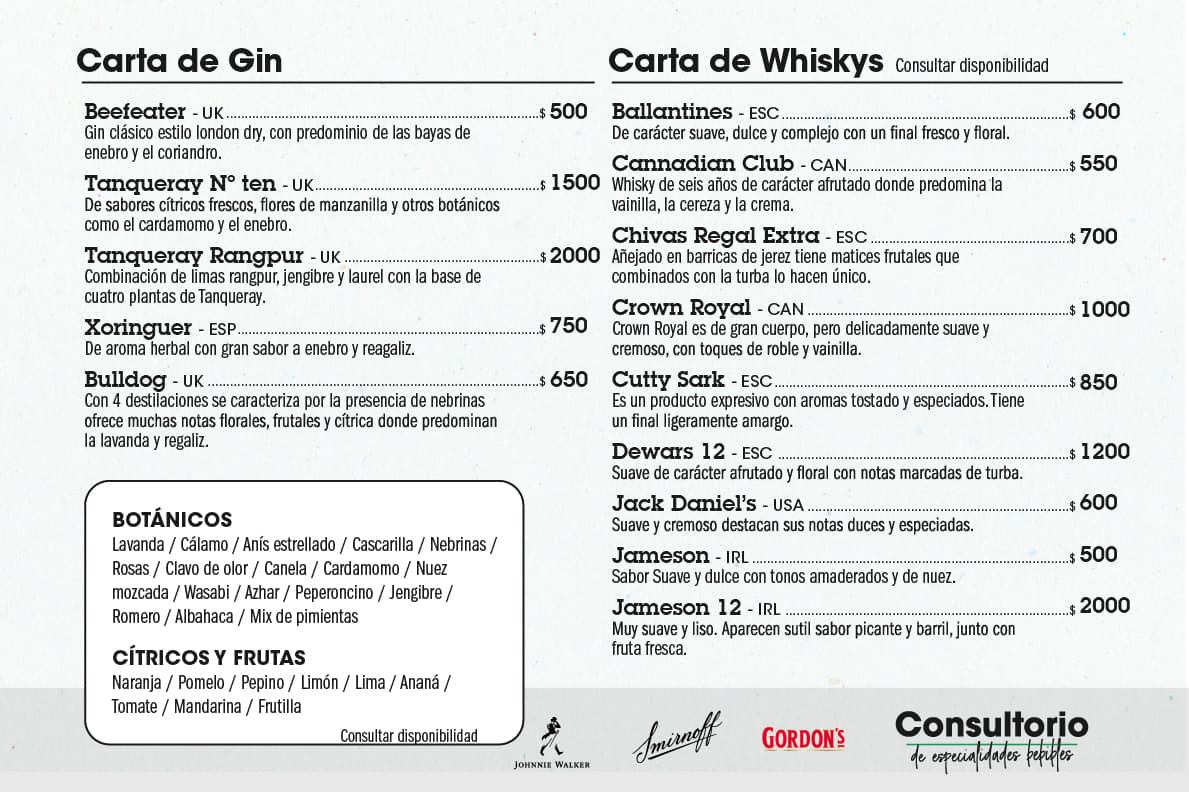 Carta de Gin
Beefeater - UK $ 500
Gin clásico estilo london dry, con predominio de las bayas de
enebro y el coriandro.
Tanqueray N° ten - UK $ 1500
De sabores cítricos frescos, flores de manzanilla y otros botánicos
como el cardamomo y el enebro.
Tanqueray Rangpur - UK $ 2000
Combinación de limas rangpur, jengibre y laurel con la base de
cuatro plantas de Tanqueray.
Xoringuer - ESP $ 750
De aroma herbal con gran sabor a enebro y reagaliz.
Bulldog - UK $ 650
Con 4 destilaciones se caracteriza por la presencia de nebrinas
ofrece muchas notas florales, frutales y cítrica donde predominan
la lavanda y regaliz.
BOTÁNICOS
Lavanda / Cálamo / Anís estrellado / Cascarilla / Nebrinas /
Rosas / Clavo de olor / Canela / Cardamomo / Nuez
mozcada / Wasabi / Azhar / Peperoncino / Jengibre /
Romero / Albahaca / Mix de pimientas
CÍTRICOS Y FRUTAS
Naranja / Pomelo / Pepino / Limón / Lima / Ananá /
Tomate / Mandarina / Frutilla
Consultar disponibilidad
Carta de Whiskys Consultar disponibilidad
Ballantines - ESC $ 600
De carácter suave, dulce y complejo con un final fresco y floral.
Cannadian Club - CAN $ 550
Whisky de seis años de carácter afrutado donde predomina la
vainilla, la cereza y la crema.
Chivas Regal Extra - ESC $ 700
Añejado en barricas de jerez tiene matices frutales que
combinados con la turba lo hacen único.
Crown Royal - CAN $ 1000
Crown Royal es de gran cuerpo, pero delicadamente suave y
cremoso, con toques de roble y vainilla.
Cutty Sark - ESC $ 850
Es un producto expresivo con aromas tostado y especiados. Tiene
un final ligeramente amargo.
Dewars 12 - ESC $ 1200
Suave de carácter afrutado y floral con notas marcadas de turba.
Jack Daniel's - USA $ 600
Suave y cremoso destacan sus notas duces y especiadas.
Jameson - IRL $ 500
Sabor Suave y dulce con tonos amaderados y de nuez.
Jameson 12 - IRL $ 2000
Muy suave y liso. Aparecen sutil sabor picante y barril, junto con
fruta fresca.
JOHNNIE WALKER
Smirnoff
GORDON'S
Consultorio
de especialidades bebibles